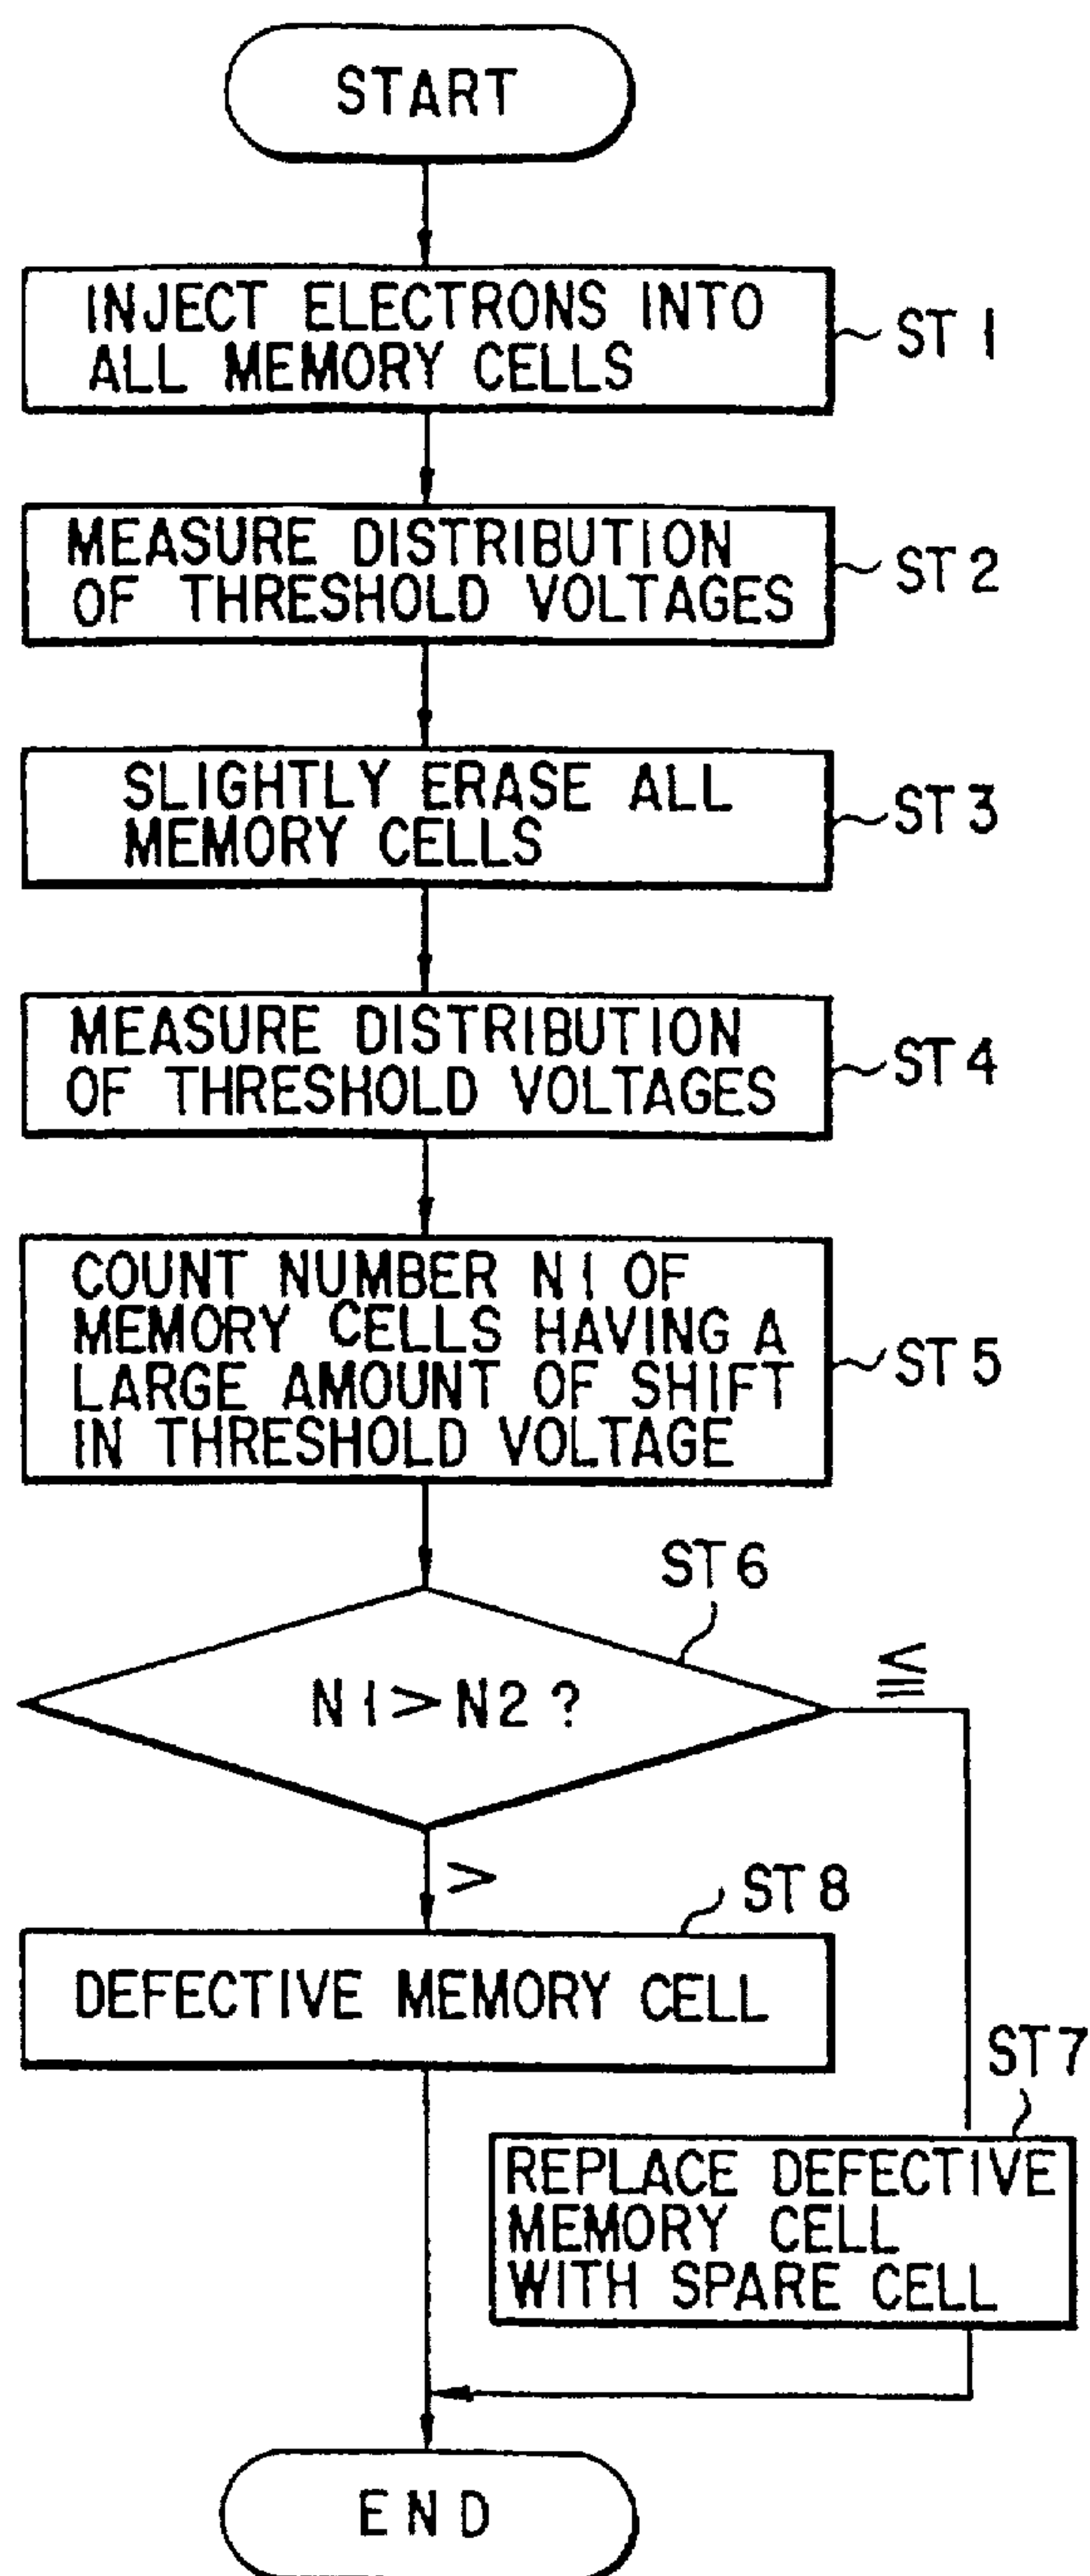 START
INJECT ELECTRONS INTO
ALL MEMORY CELLS
ST 1
MEASURE DISTRIBUTION
OF THRESHOLD VOLTAGES
ST 2
SLIGHTLY ERASE ALL
MEMORY CELLS
ST 3
MEASURE DISTRIBUTION
OF THRESHOLD VOLTAGES
ST 4
COUNT NUMBER N1 OF
MEMORY CELLS HAVING A
LARGE AMOUNT OF SHIFT
IN THRESHOLD VOLTAGE
ST 5
ST 6
N1 > N2 ?
≦
>
ST 8
DEFECTIVE MEMORY CELL
ST 7
REPLACE DEFECTIVE
MEMORY CELL
WITH SPARE CELL
END